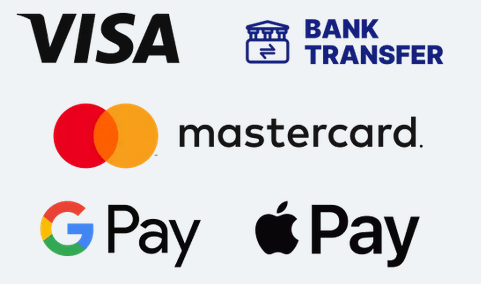 VISA
BANK
TRANSFER
mastercard.
G Pay
Pay